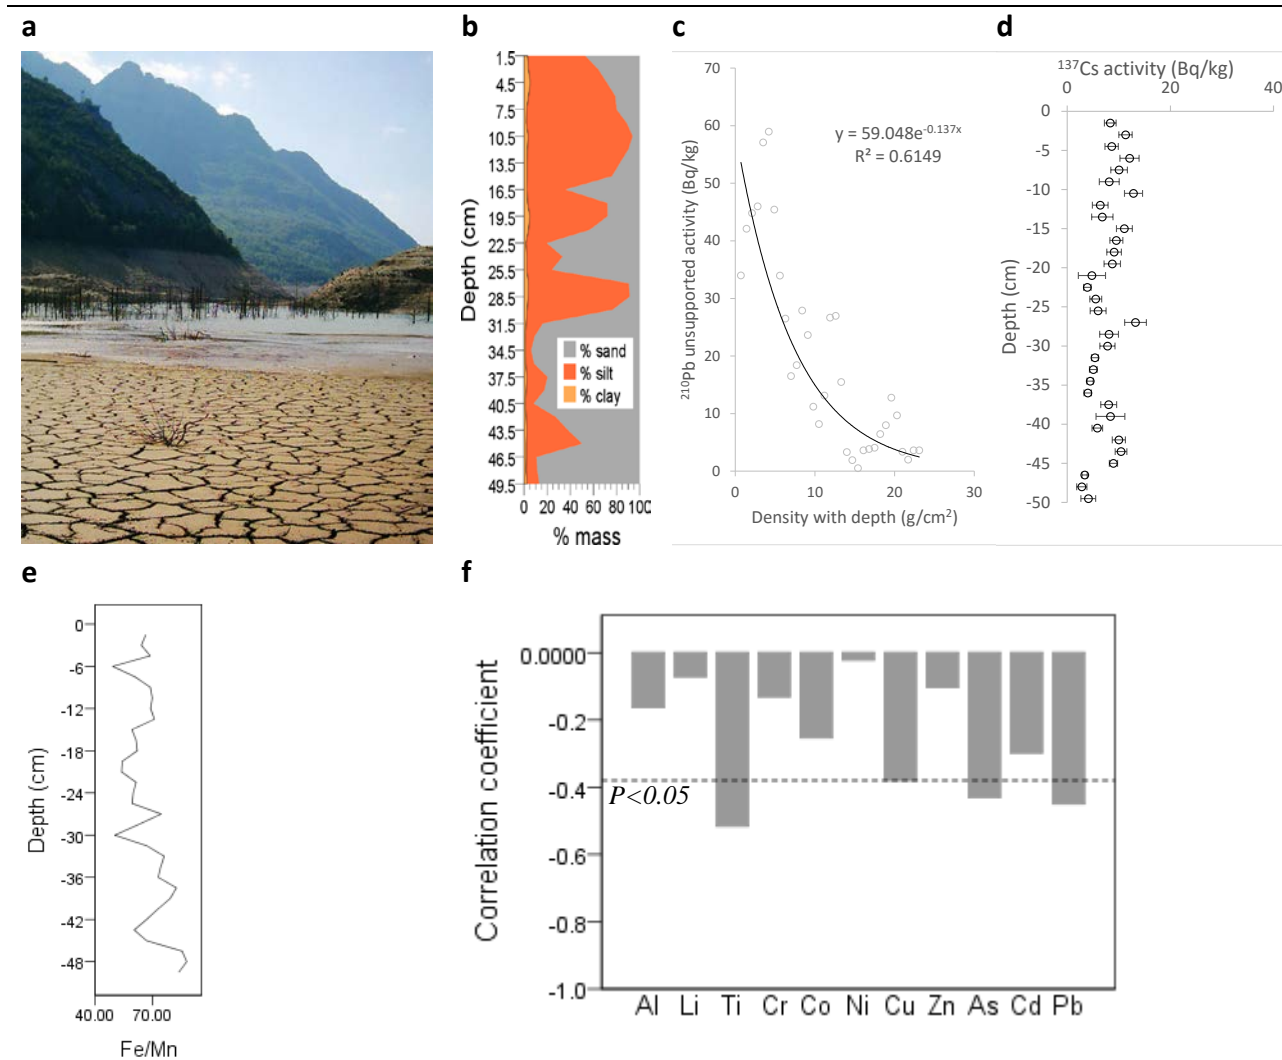 a
b
c
d
1.5
4.5
7.5
10.5
13.5
16.5
19.5
22.5
25.5
28.5
31.5
34.5
37.5
40.5
43.5
46.5
49.5
Depth (cm)
% sand
% silt
% clay
0 20 40 60 80 100
% mass
70
60
50
40
30
20
10
0
²¹⁰Pb unsupported activity (Bq/kg)
y = 59.048e⁻⁰·¹³⁷ˣ
R² = 0.6149
0 10 20 30
Density with depth (g/cm²)
¹³⁷Cs activity (Bq/kg)
0 20 40
0
-5
-10
-15
-20
-25
-30
-35
-40
-45
-50
Depth (cm)
e
f
0
-6
-12
-18
-24
-30
-36
-42
-48
Depth (cm)
40.00 70.00
Fe/Mn
0.0000
-0.2
-0.4
-0.6
-0.8
-1.0
Correlation coefficient
P<0.05
Al Li Ti Cr Co Ni Cu Zn As Cd Pb